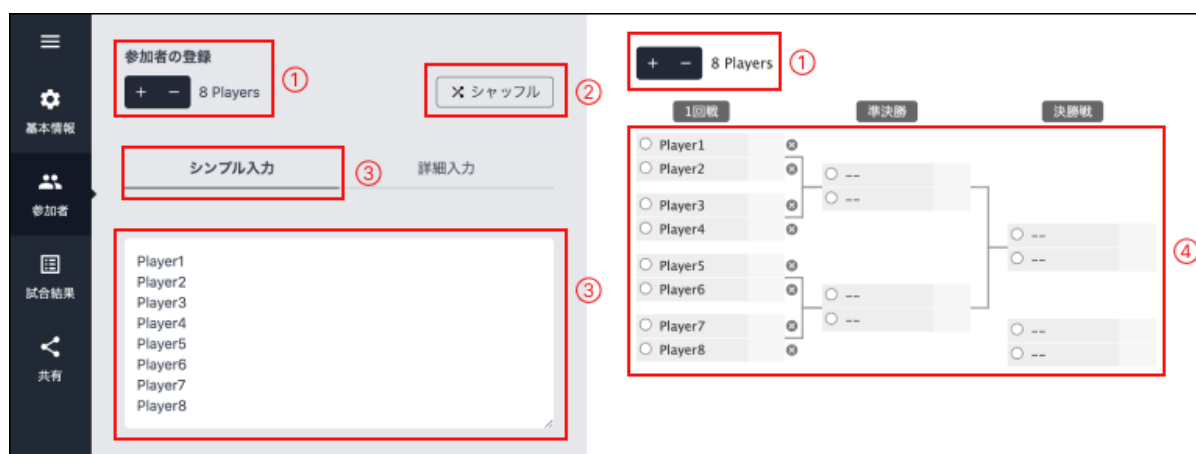 基本情報
参加者
試合結果
共有
参加者の登録
+ − 8 Players
①
シャッフル
②
シンプル入力
③
詳細入力
Player1
Player2
Player3
Player4
Player5
Player6
Player7
Player8
③
+ − 8 Players
①
1回戦
準決勝
決勝戦
Player1
Player2
Player3
Player4
Player5
Player6
Player7
Player8
--
--
--
--
--
--
--
--
④